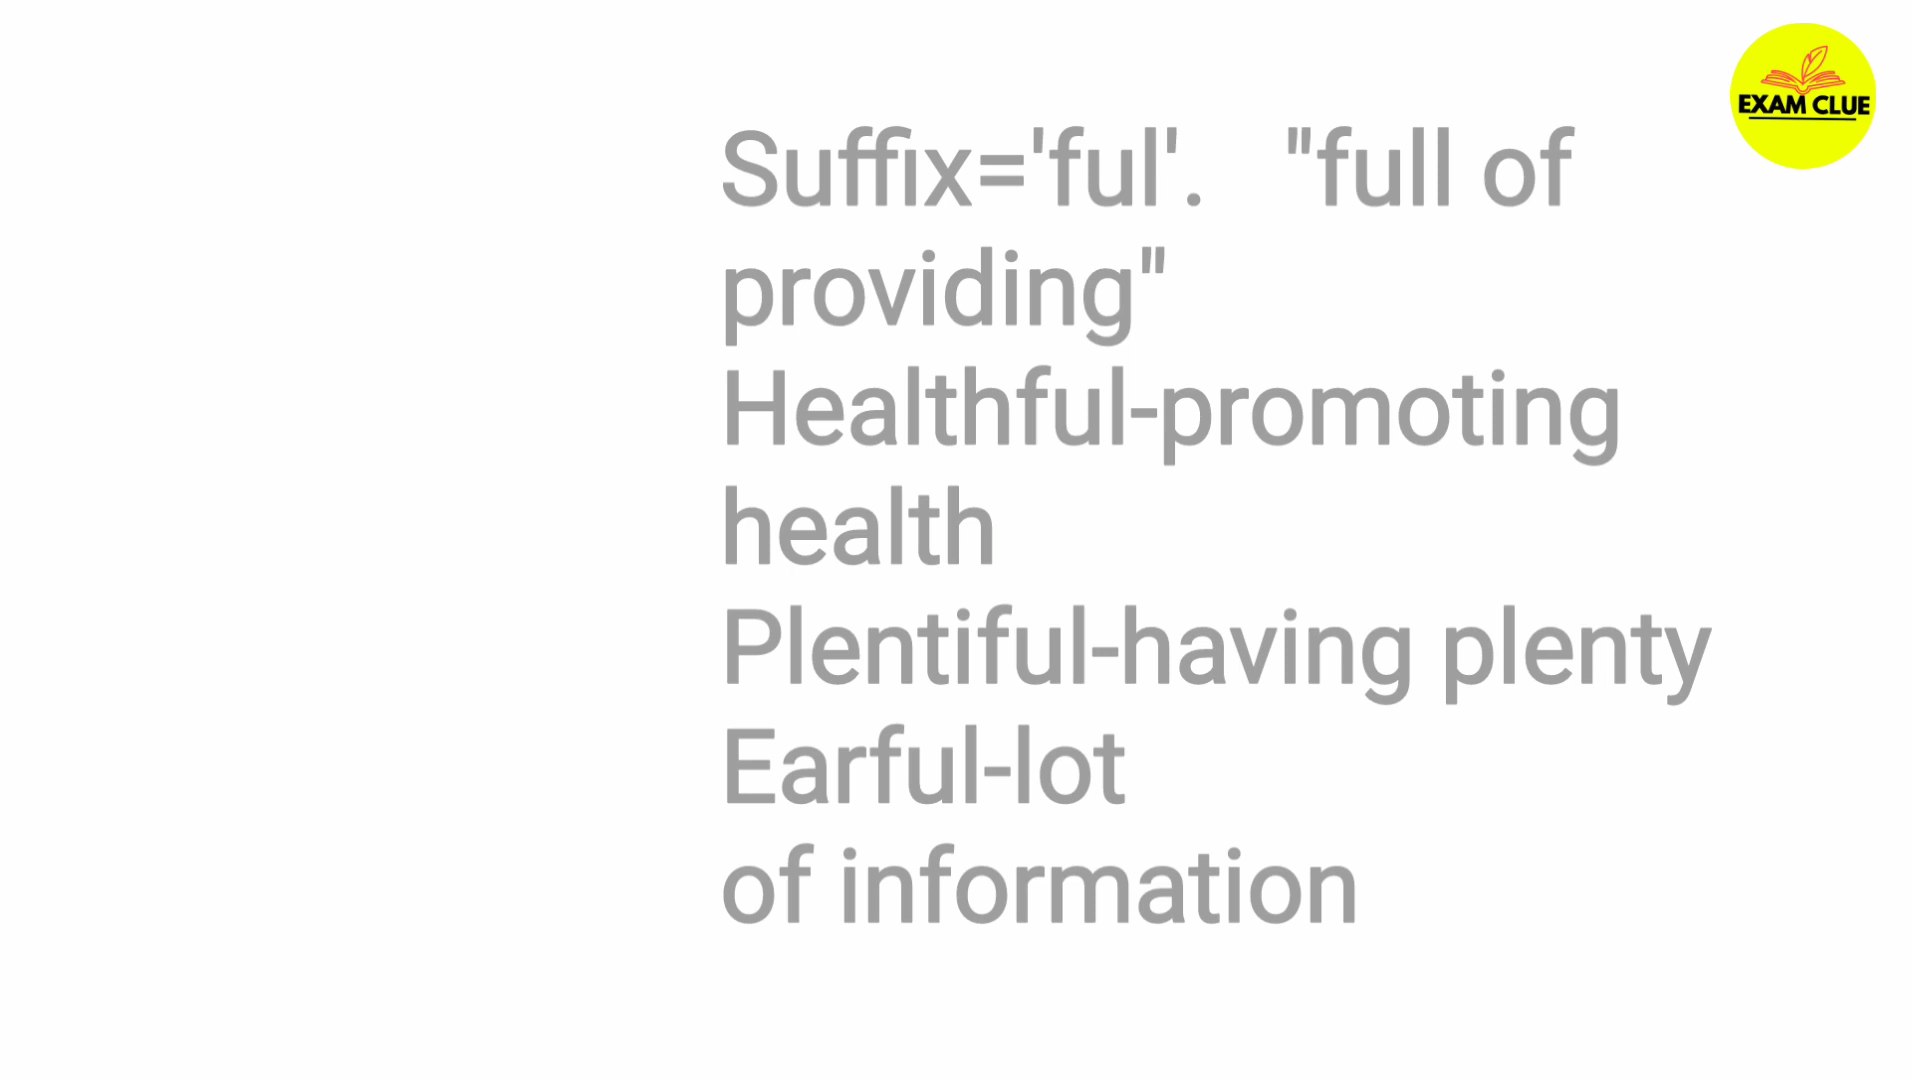 EXAM CLUE
Suffix='ful'.   "full of
providing"
Healthful-promoting
health
Plentiful-having plenty
Earful-lot
of information